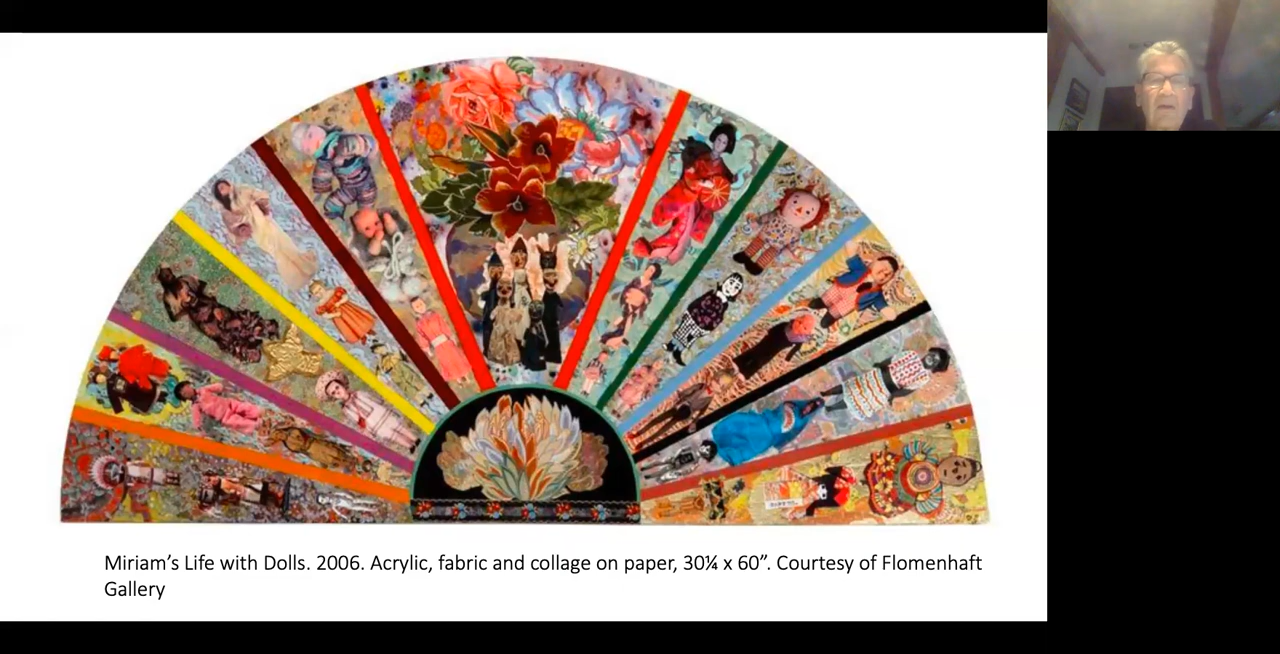 Miriam’s Life with Dolls. 2006. Acrylic, fabric and collage on paper, 30¼ x 60”. Courtesy of Flomenhaft
Gallery